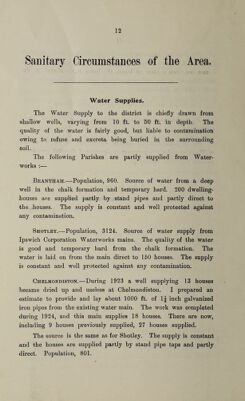 12
Sanitary Circumstances of the Area.
Water Supplies.
The Water Supply to the district is chiefly drawn from
shallow wells, varying from 10 ft. to 50 ft. in depth. The
quality of the water is fairly good, but liable to contamination
owing to refuse and excreta being buried in the surrounding
soil.
The following Parishes are partly supplied from Water-
works :—
BRANTHAM.—Population, 960. Source of water from a deep
well in the chalk formation and temporary hard. 200 dwelling-
houses are supplied partly by stand pipes and partly direct to
the houses. The supply is constant and well protected against
any contamination.
SHOTLEY.—Population, 3124. Source of water supply from
Ipswich Corporation Waterworks mains. The quality of the water
is good and temporary hard from the chalk formation. The
water is laid on from the main direct to 150 houses. The supply
is constant and well protected against any contamination.
CHELMONDISTON.—During 1923 a well supplying 13 houses
became dried up and useless at Chelmondiston. I prepared an
estimate to provide and lay about 1000 ft. of 1½ inch galvanized
iron pipes from the existing water main. The work was completed
during 1924, and this main supplies 18 houses. There are now,
including 9 houses previously supplied, 27 houses supplied.
The source is the same as for Shotley. The supply is constant
and the houses are supplied partly by stand pipe taps and partly
direct. Population, 801.